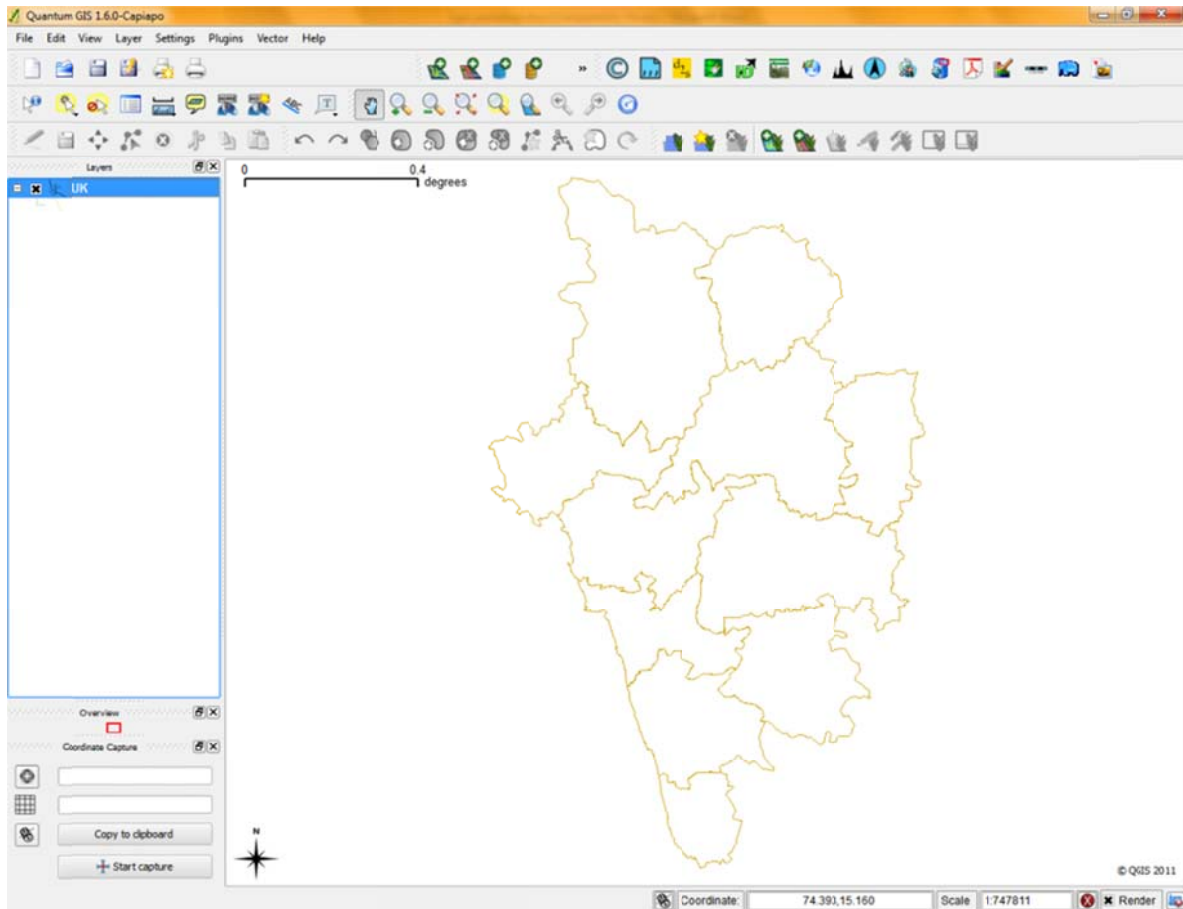 Quantum GIS 1.6.0-Capiapo
File Edit View Layer Settings Plugins Vector Help
Layers
UK
0 0.4
degrees
Overview
Coordinate Capture
Copy to clipboard
Start capture
N
© QGIS 2011
Coordinate: 74.393,15.160 Scale 1:747811 Render